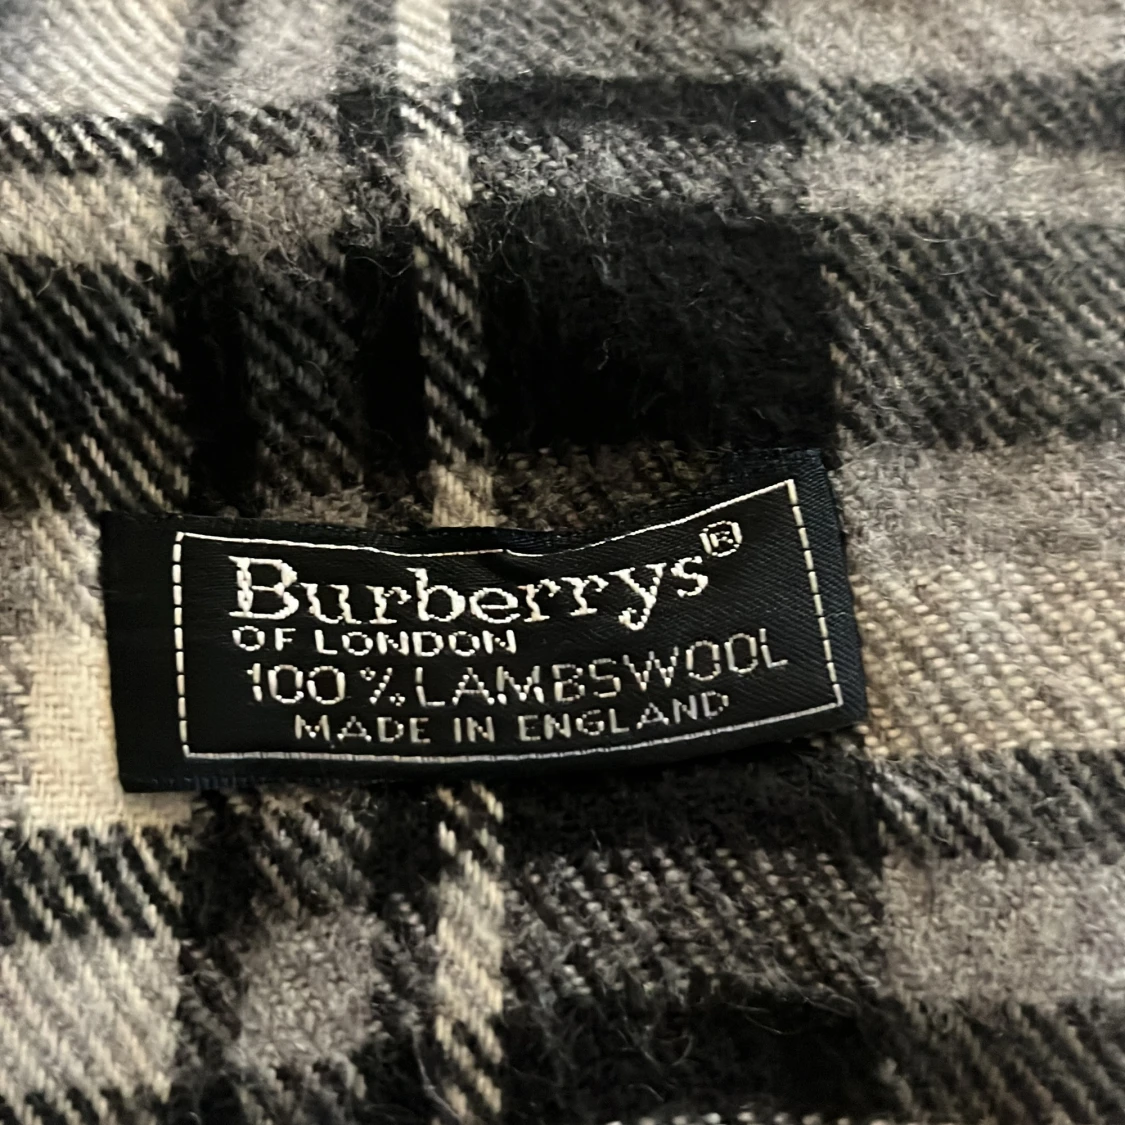 Burberrys®
OF LONDON
100% LAMBSWOOL
MADE IN ENGLAND